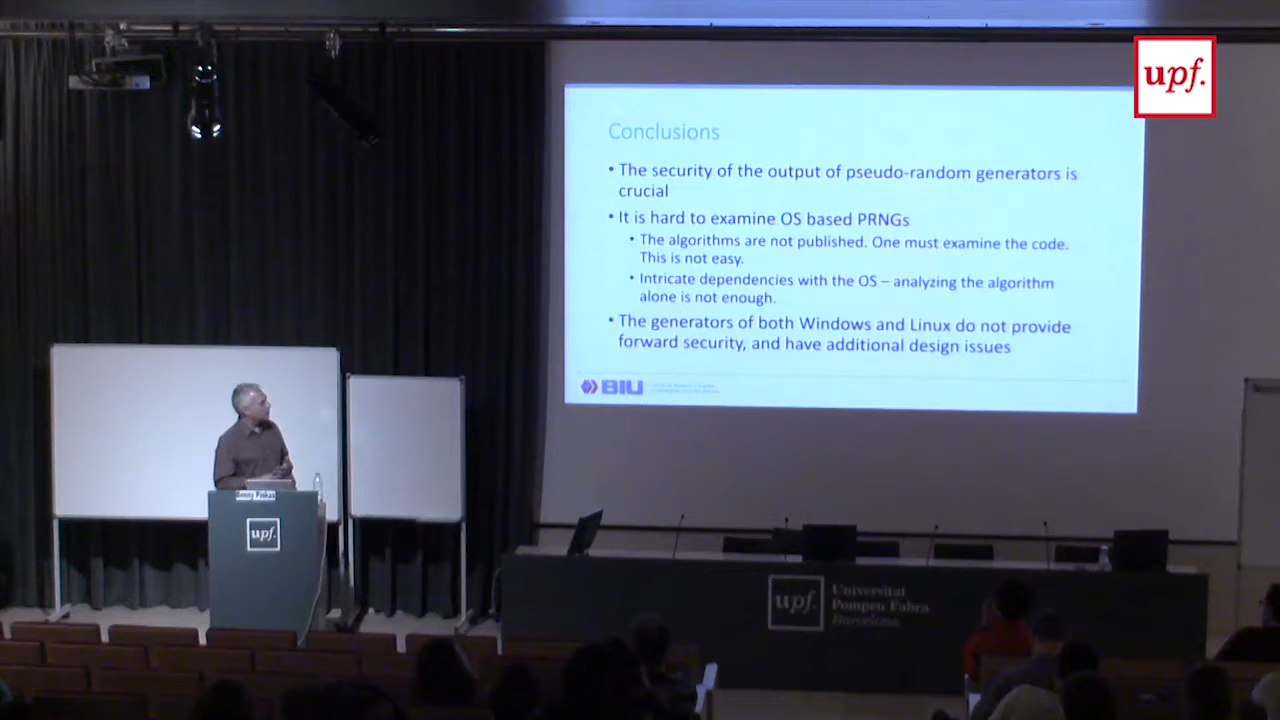 upf.
Conclusions
• The security of the output of pseudo-random generators is
crucial
• It is hard to examine OS based PRNGs
• The algorithms are not published. One must examine the code.
This is not easy.
• Intricate dependencies with the OS – analyzing the algorithm
alone is not enough.
• The generators of both Windows and Linux do not provide
forward security, and have additional design issues
BIU
Benny Pinkas
upf.
upf.
Universitat
Pompeu Fabra
Barcelona